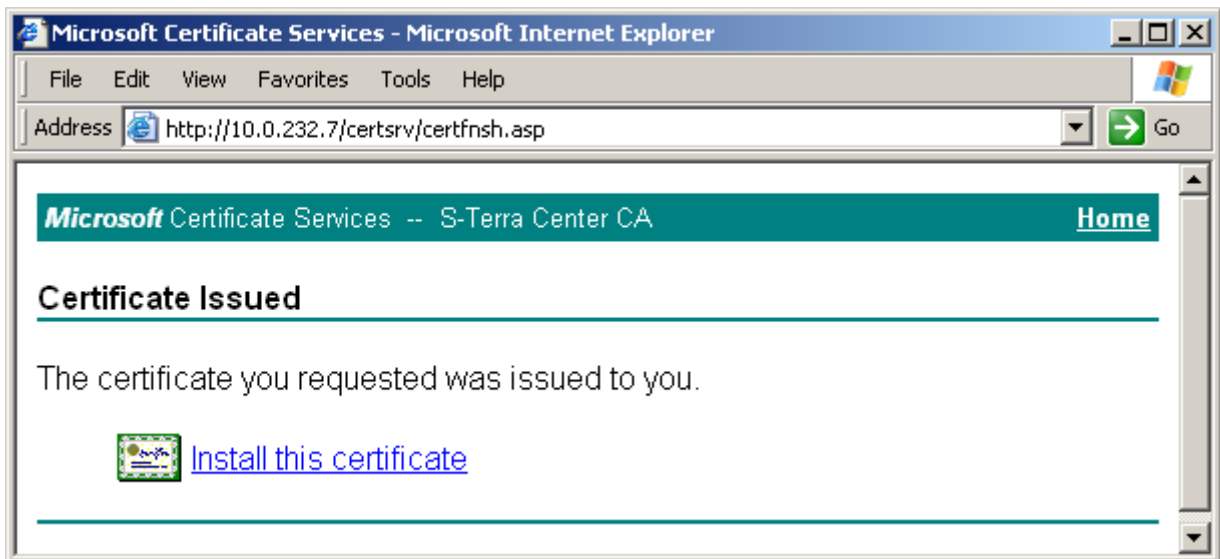 Microsoft Certificate Services - Microsoft Internet Explorer
File Edit View Favorites Tools Help
Address http://10.0.232.7/certsrv/certfnsh.asp Go
Microsoft Certificate Services -- S-Terra Center CA Home
Certificate Issued
The certificate you requested was issued to you.
Install this certificate